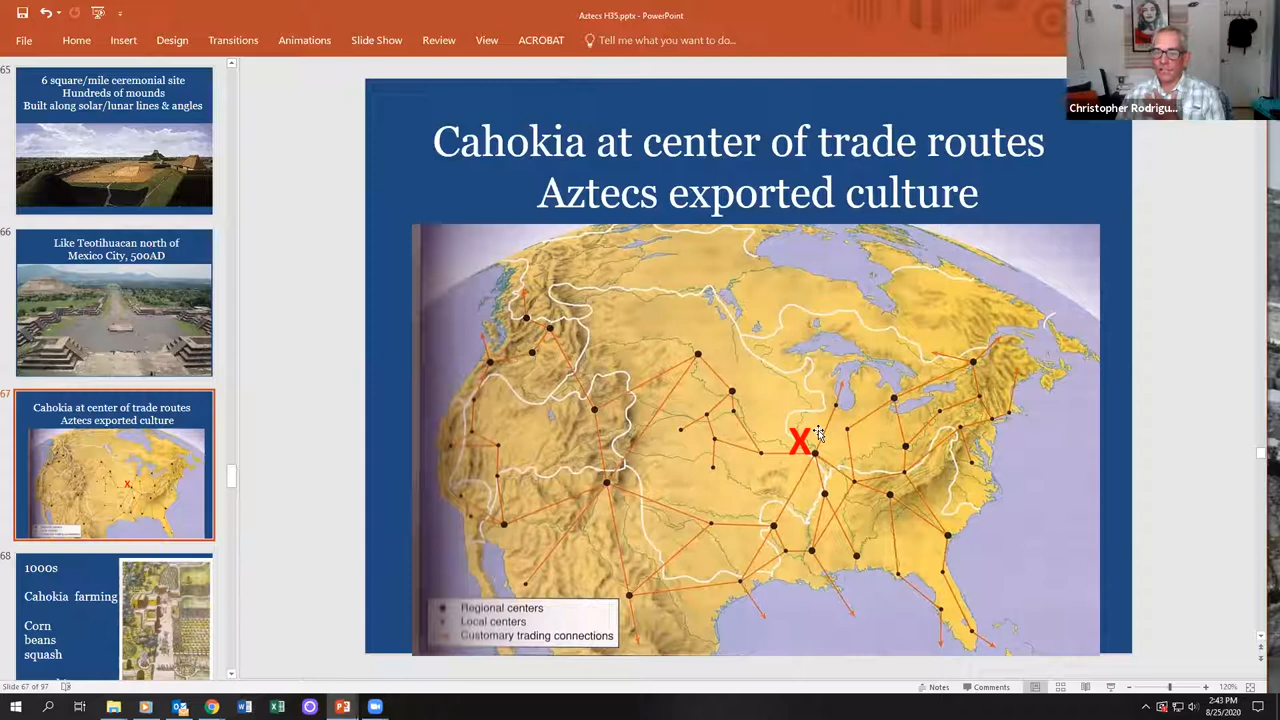 Aztecs H35.pptx - PowerPoint
File Home Insert Design Transitions Animations Slide Show Review View ACROBAT Tell me what you want to do...
Christopher Rodrigu...
65
6 square/mile ceremonial site
Hundreds of mounds
Built along solar/lunar lines & angles
66
Like Teotihuacan north of
Mexico City, 500AD
67
Cahokia at center of trade routes
Aztecs exported culture
X
68
1000s
Cahokia farming
Corn
beans
squash
Cahokia at center of trade routes
Aztecs exported culture
X
Regional centers
Local centers
Customary trading connections
Slide 67 of 97
Notes Comments 120%
2:43 PM
8/25/2020